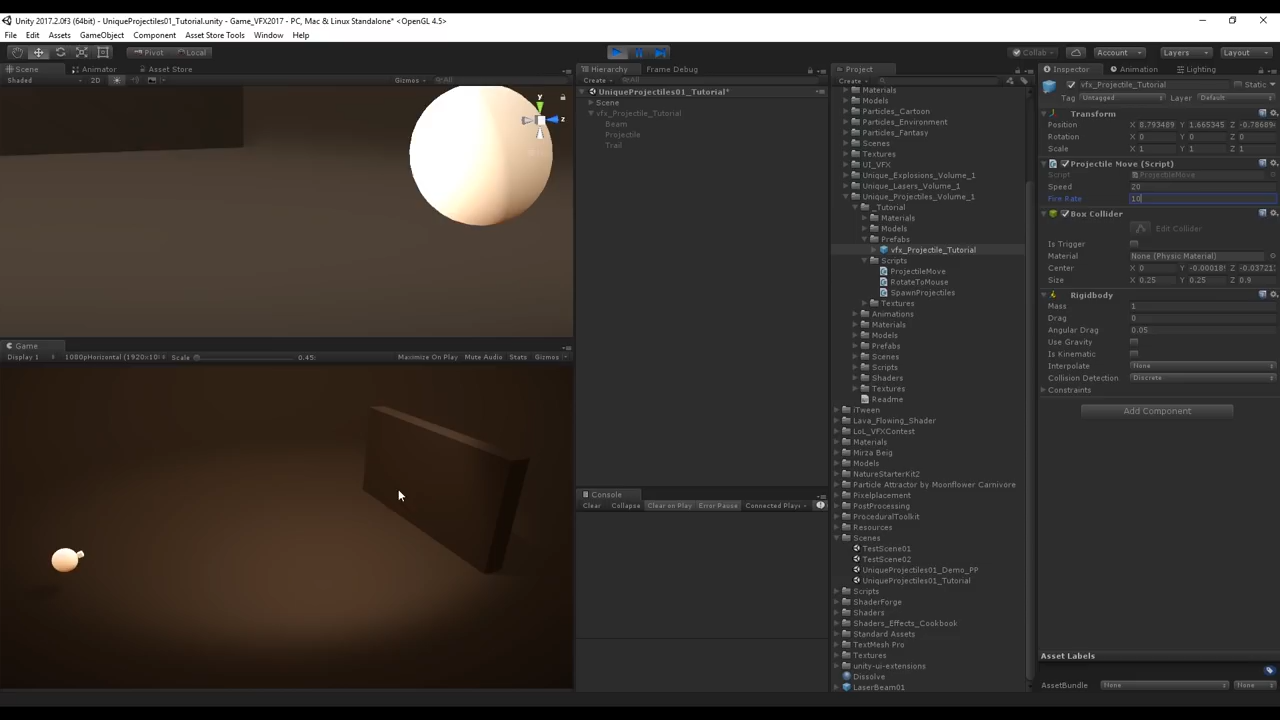 Unity 2017.2.0f3 (64bit) - UniqueProjectiles01_Tutorial.unity - Game_VFX2017 - PC, Mac & Linux Standalone* <OpenGL 4.5>
File Edit Assets GameObject Component Asset Store Tools Window Help
Pivot Local Collab Account Layers Layout
Scene Animator Asset Store
Shaded 2D Gizmos All
y
z
Game
Display 1 1080pHorizontal (1920x10 Scale 0.45: Maximize On Play Mute Audio Stats Gizmos
Hierarchy Frame Debug
Create All
UniqueProjectiles01_Tutorial*
Scene
vfx_Projectile_Tutorial
Beam
Projectile
Trail
Console
Clear Collapse Clear on Play Error Pause Connected Playe
Project
Create
Materials
Models
Particles_Cartoon
Particles_Environment
Particles_Fantasy
Scenes
Textures
UI_VFX
Unique_Explosions_Volume_1
Unique_Lasers_Volume_1
Unique_Projectiles_Volume_1
_Tutorial
Materials
Models
Prefabs
vfx_Projectile_Tutorial
Scripts
ProjectileMove
RotateToMouse
SpawnProjectiles
Textures
Animations
Materials
Models
Prefabs
Scenes
Scripts
Shaders
Textures
Readme
iTween
Lava_Flowing_Shader
LoL_VFXContest
Materials
Mirza Beig
Models
NatureStarterKit2
Particle Attractor by Moonflower Carnivore
Pixelplacement
PostProcessing
ProceduralToolkit
Resources
Scenes
TestScene01
TestScene02
UniqueProjectiles01_Demo_PP
UniqueProjectiles01_Tutorial
Scripts
ShaderForge
Shaders
Shaders_Effects_Cookbook
Standard Assets
TextMesh Pro
Textures
unity-ui-extensions
Dissolve
LaserBeam01
Inspector Animation Lighting
vfx_Projectile_Tutorial Static
Tag Untagged Layer Default
Transform
Position X 8.793489 Y 1.665345 Z -0.78689
Rotation X 0 Y 0 Z 0
Scale X 1 Y 1 Z 1
Projectile Move (Script)
Script ProjectileMove
Speed 20
Fire Rate 10
Box Collider
Edit Collider
Is Trigger
Material None (Physic Material)
Center X 0 Y -0.00018 Z -0.0372
Size X 0.25 Y 0.25 Z 0.9
Rigidbody
Mass 1
Drag 0
Angular Drag 0.05
Use Gravity
Is Kinematic
Interpolate None
Collision Detection Discrete
Constraints
Add Component
Asset Labels
AssetBundle None None